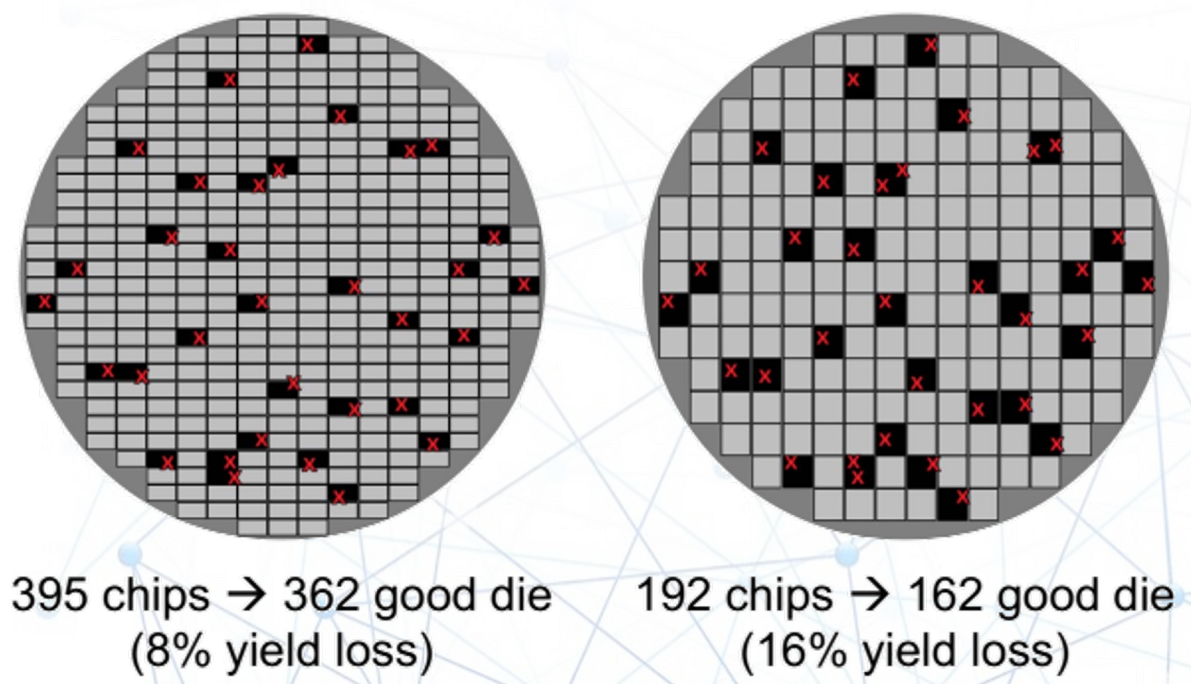 395 chips → 362 good die
(8% yield loss)
192 chips → 162 good die
(16% yield loss)